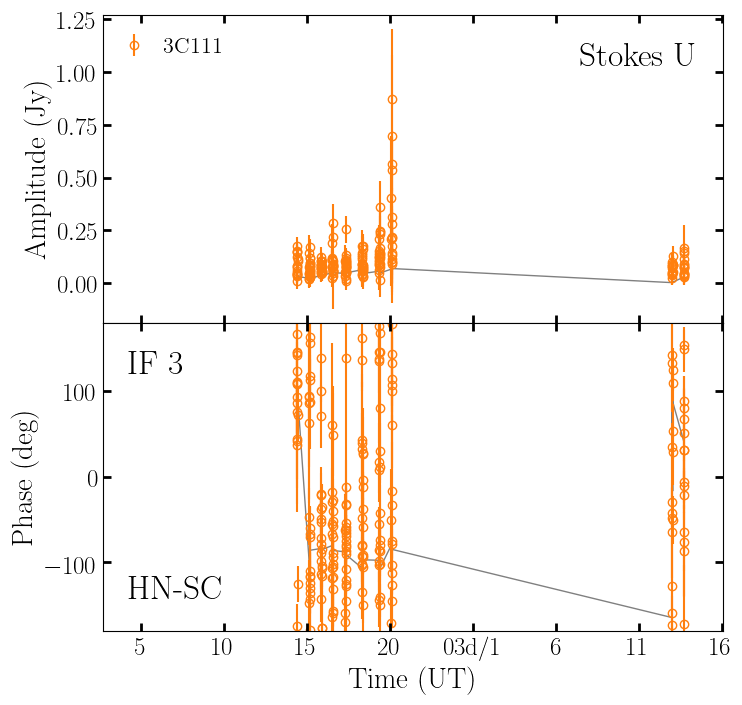 3C111
Stokes U
1.25
1.00
0.75
0.50
0.25
0.00
Amplitude (Jy)
IF 3
HN-SC
100
0
−100
Phase (deg)
5 10 15 20 03d/1 6 11 16
Time (UT)